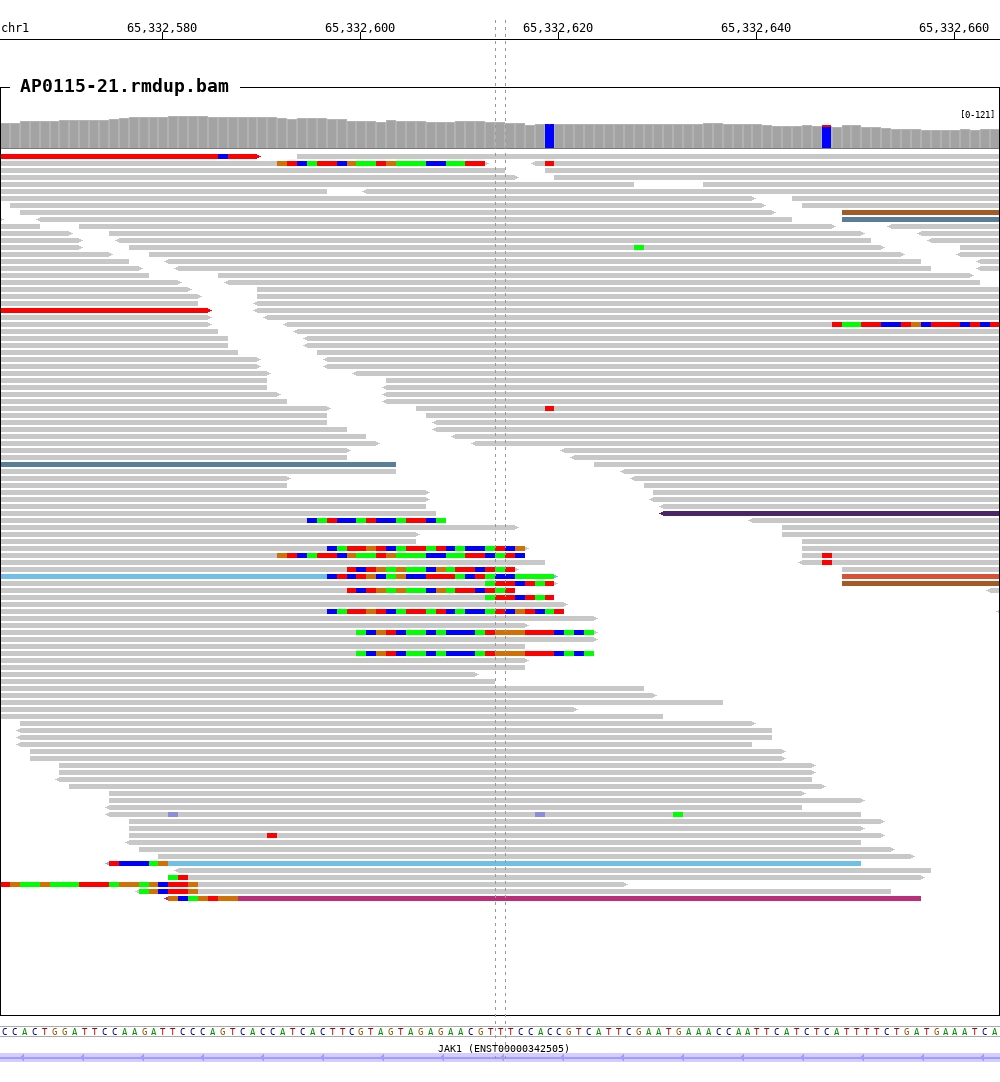 chr1 65,332,580 65,332,600 65,332,620 65,332,640 65,332,660
AP0115-21.rmdup.bam
[0-121]
CCACTGGATTCCAAGATTCCCAGTCACCATCACTTCGTAGTAGAGAACGTTTCCACCGTCATTCGAATGAAACCAATTCATCTCATTTTCTGATGAAATCA
JAK1 (ENST00000342505)